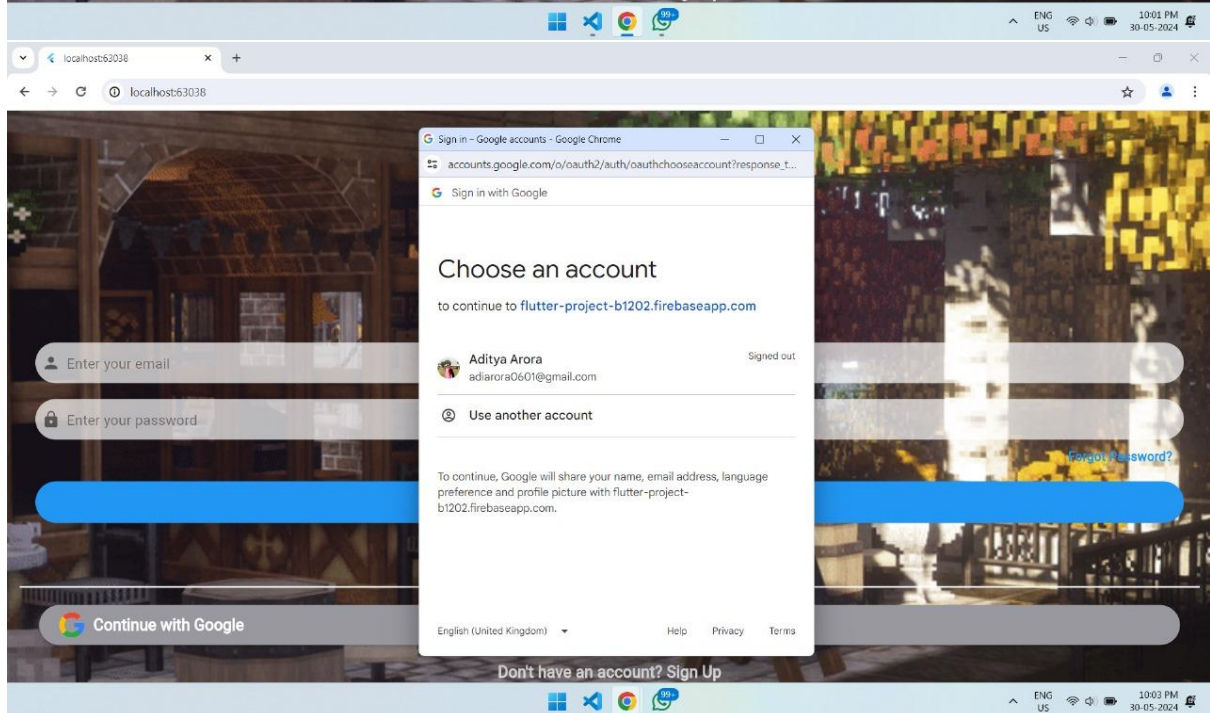 99+
ENG
US
10:01 PM
30-05-2024
localhost:63038
localhost:63038
Sign in – Google accounts - Google Chrome
accounts.google.com/o/oauth2/auth/oauthchooseaccount?response_t...
Sign in with Google
Choose an account
to continue to flutter-project-b1202.firebaseapp.com
Aditya Arora
Signed out
adiarora0601@gmail.com
Use another account
To continue, Google will share your name, email address, language
preference and profile picture with flutter-project-
b1202.firebaseapp.com.
English (United Kingdom)
Help
Privacy
Terms
Enter your email
Enter your password
Forgot Password?
Continue with Google
Don't have an account? Sign Up
99+
ENG
US
10:03 PM
30-05-2024